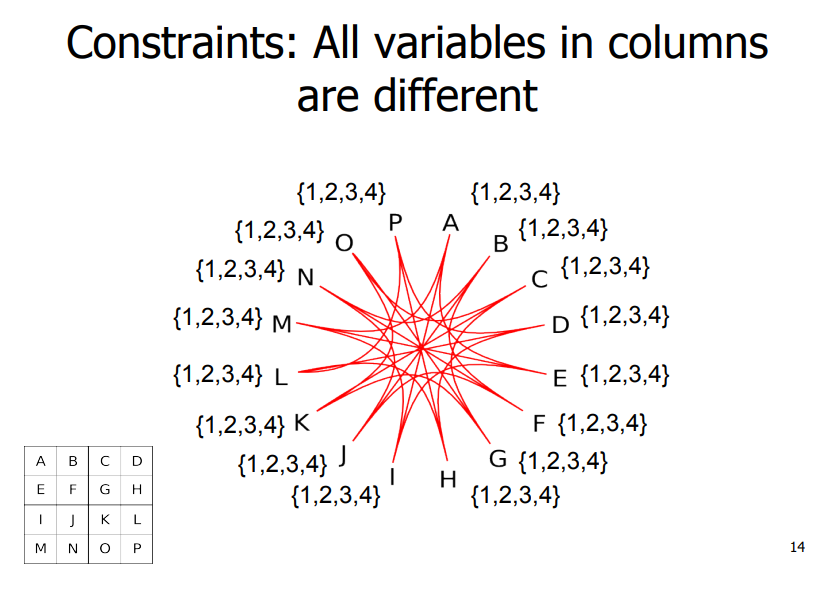 Constraints: All variables in columns
are different
{1,2,3,4} {1,2,3,4}
P A
{1,2,3,4} O B {1,2,3,4}
{1,2,3,4} N C {1,2,3,4}
{1,2,3,4} M D {1,2,3,4}
{1,2,3,4} L E {1,2,3,4}
{1,2,3,4} K F {1,2,3,4}
{1,2,3,4} J G {1,2,3,4}
I H
{1,2,3,4} {1,2,3,4}
A B C D
E F G H
I J K L
M N O P
14